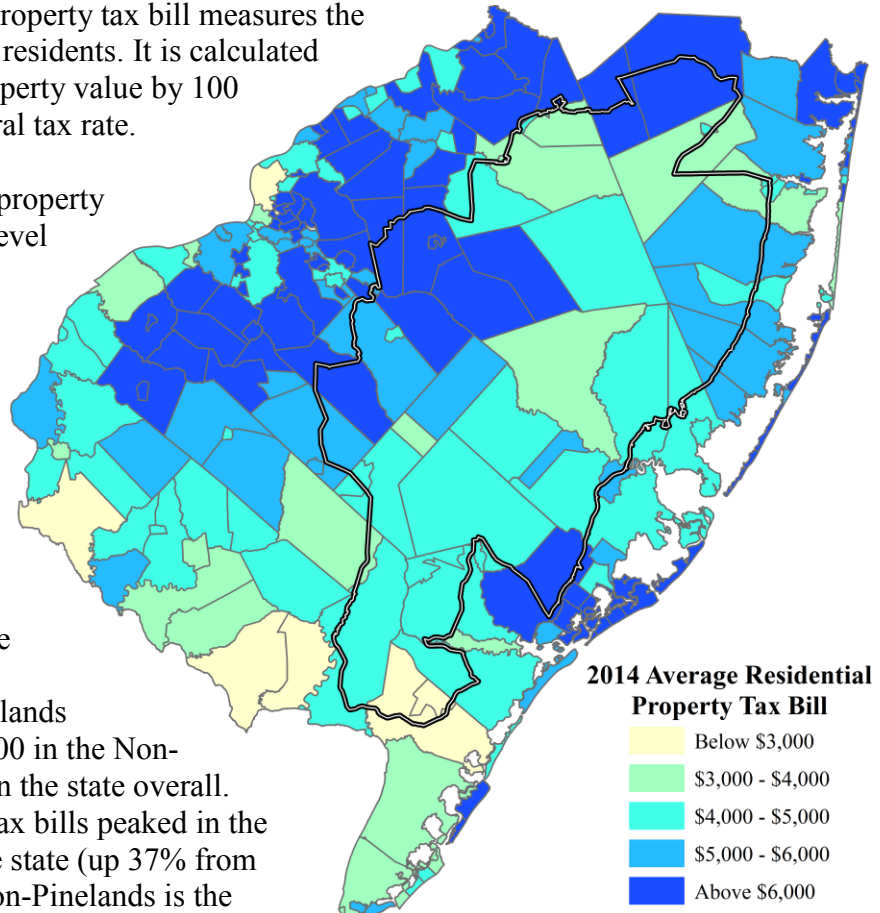 roperty tax bill measures the
residents. It is calculated
perty value by 100
ral tax rate.
property
evel
e
lands
00 in the Non-
n the state overall.
ax bills peaked in the
e state (up 37% from
on-Pinelands is the
2014 Average Residential
Property Tax Bill
Below $3,000
$3,000 - $4,000
$4,000 - $5,000
$5,000 - $6,000
Above $6,000